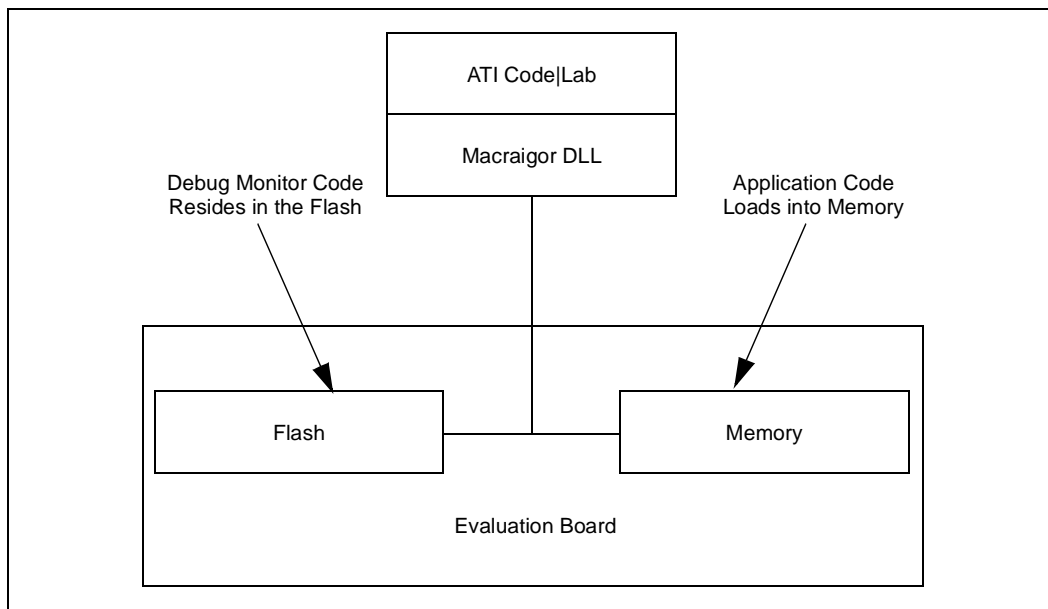 ATI Code|Lab
Macraigor DLL
Debug Monitor Code
Resides in the Flash
Application Code
Loads into Memory
Flash
Memory
Evaluation Board